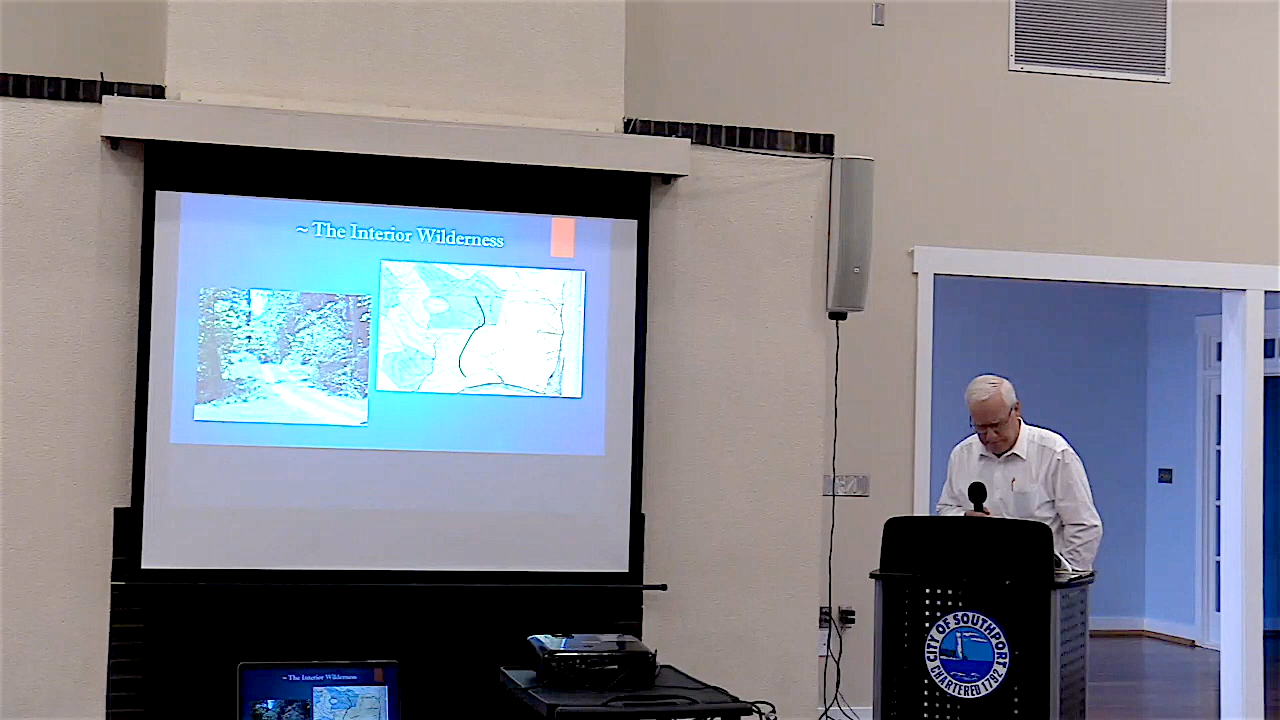 ~ The Interior Wilderness
~ The Interior Wilderness
CITY OF SOUTHPORT
CHARTERED 1792